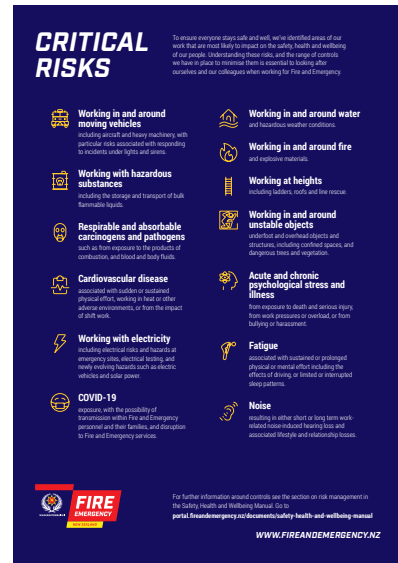 CRITICAL
RISKS
To ensure everyone stays safe and well, we've identified areas of our
work that are most likely to impact on the safety, health and wellbeing
of our people. Understanding these risks, and the range of controls
we have in place to minimise them is essential to looking after
ourselves and our colleagues when working for Fire and Emergency.
Working in and around
moving vehicles
including aircraft and heavy machinery, with
particular risks associated with responding
to incidents under lights and sirens.
Working with hazardous
substances
including the storage and transport of bulk
flammable liquids.
Respirable and absorbable
carcinogens and pathogens
such as from exposure to the products of
combustion, and blood and body fluids.
Cardiovascular disease
associated with sudden or sustained
physical effort, working in heat or other
adverse environments, or from the impact
of shift work.
Working with electricity
including electrical risks and hazards at
emergency sites, electrical testing, and
newly evolving hazards such as electric
vehicles and solar power.
COVID-19
exposure, with the possibility of
transmission within Fire and Emergency
personnel and their families, and disruption
to Fire and Emergency services.
Working in and around water
and hazardous weather conditions.
Working in and around fire
and explosive materials.
Working at heights
including ladders, roofs and line rescue.
Working in and around
unstable objects
underfoot and overhead objects and
structures, including confined spaces, and
dangerous trees and vegetation.
Acute and chronic
psychological stress and
illness
from exposure to death and serious injury,
from work pressures or overload, or from
bullying or harassment.
Fatigue
associated with sustained or prolonged
physical or mental effort including the
effects of driving, or limited or interrupted
sleep patterns.
Noise
resulting in either short or long term work-
related noise-induced hearing loss and
associated lifestyle and relationship losses.
FIRE
EMERGENCY
NEW ZEALAND
For further information around controls see the section on risk management in
the Safety, Health and Wellbeing Manual. Go to
portal.fireandemergency.nz/documents/safety-health-and-wellbeing-manual
WWW.FIREANDEMERGENCY.NZ